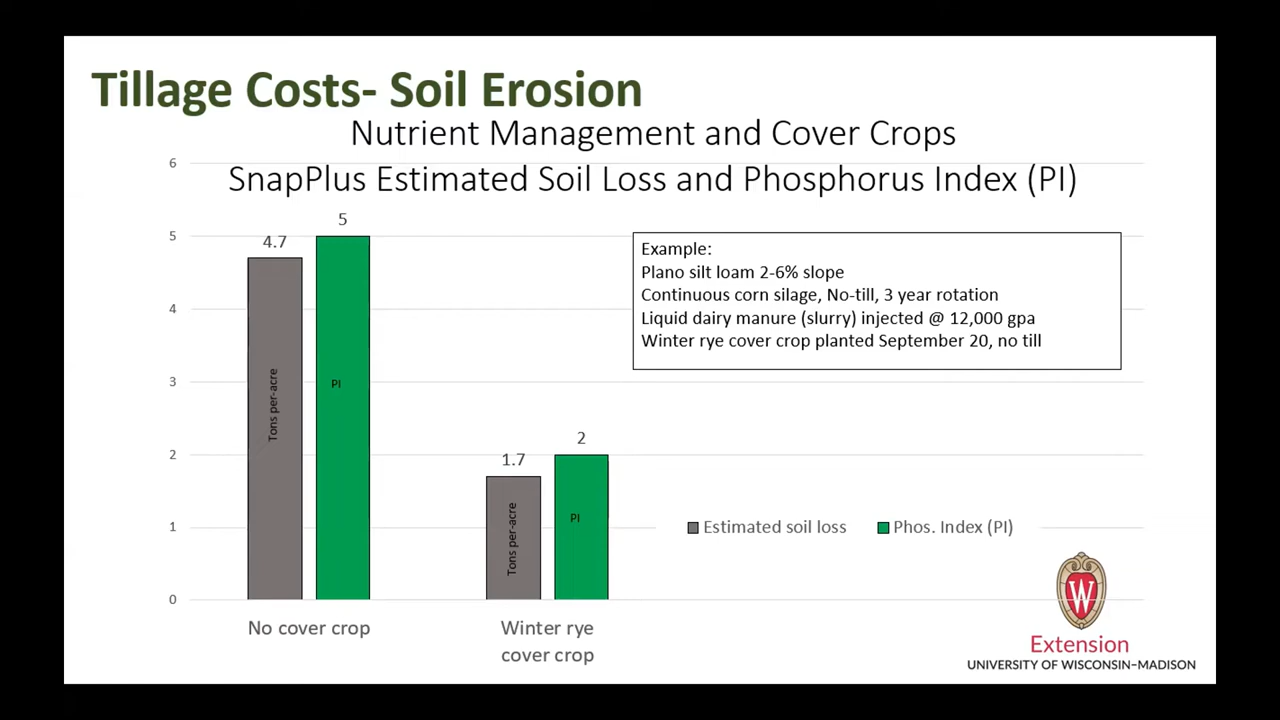 Tillage Costs- Soil Erosion
Nutrient Management and Cover Crops
SnapPlus Estimated Soil Loss and Phosphorus Index (PI)
6
5
4
3
2
1
0
4.7
5
Tons per-acre
PI
1.7
2
Tons per-acre
PI
No cover crop
Winter rye
cover crop
Example:
Plano silt loam 2-6% slope
Continuous corn silage, No-till, 3 year rotation
Liquid dairy manure (slurry) injected @ 12,000 gpa
Winter rye cover crop planted September 20, no till
Estimated soil loss
Phos. Index (PI)
W
Extension
UNIVERSITY OF WISCONSIN–MADISON